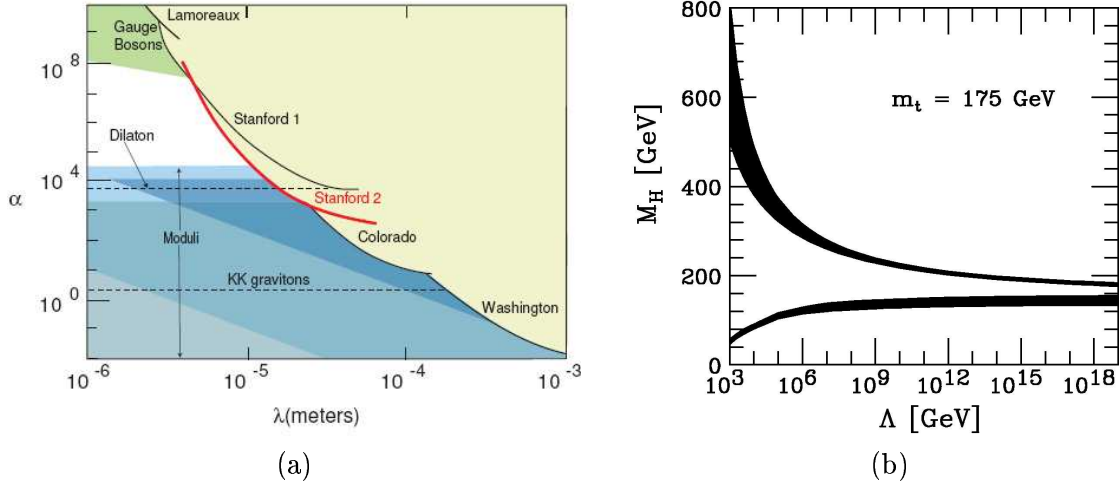 Lamoreaux
Gauge
Bosons
10^8
Stanford 1
Dilaton
10^4
α
Stanford 2
Moduli
Colorado
KK gravitons
10^0
Washington
10^-6
10^-5
10^-4
10^-3
λ(meters)
(a)
800
m_t = 175 GeV
600
M_H [GeV]
400
200
0
10^3
10^6
10^9
10^12
10^15
10^18
Λ [GeV]
(b)